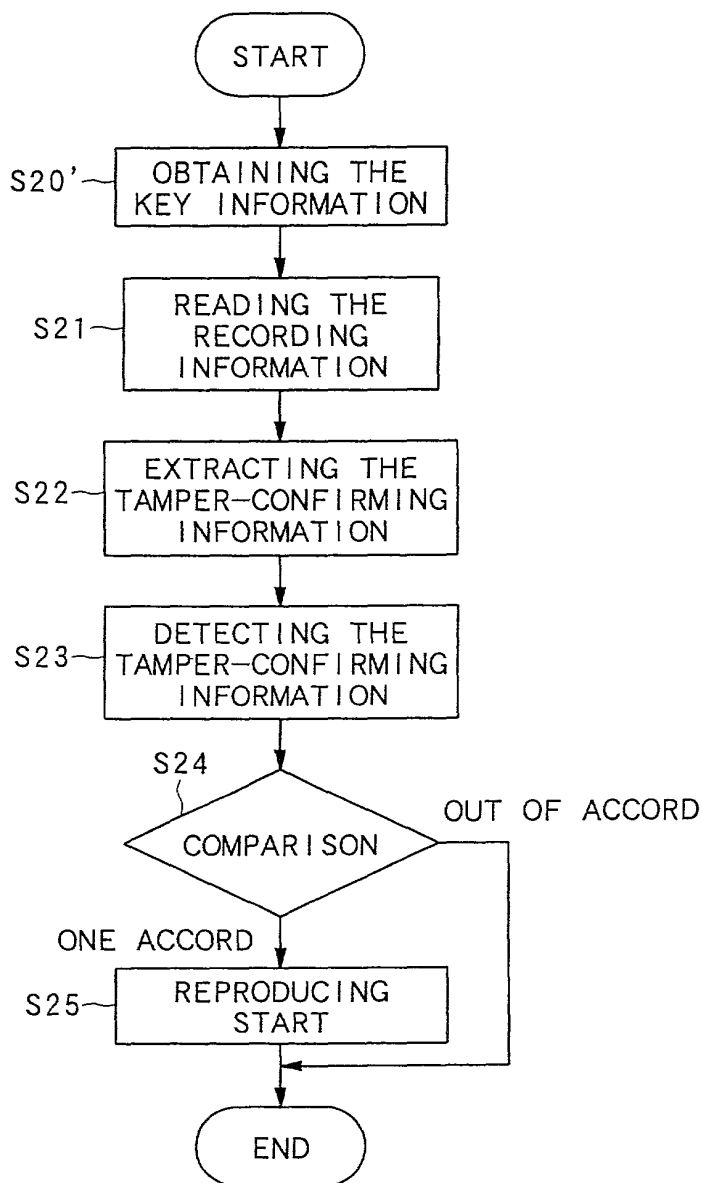 START
S20'
OBTAINING THE
KEY INFORMATION
S21
READING THE
RECORDING
INFORMATION
S22
EXTRACTING THE
TAMPER-CONFIRMING
INFORMATION
S23
DETECTING THE
TAMPER-CONFIRMING
INFORMATION
S24
COMPARISON
OUT OF ACCORD
ONE ACCORD
S25
REPRODUCING
START
END